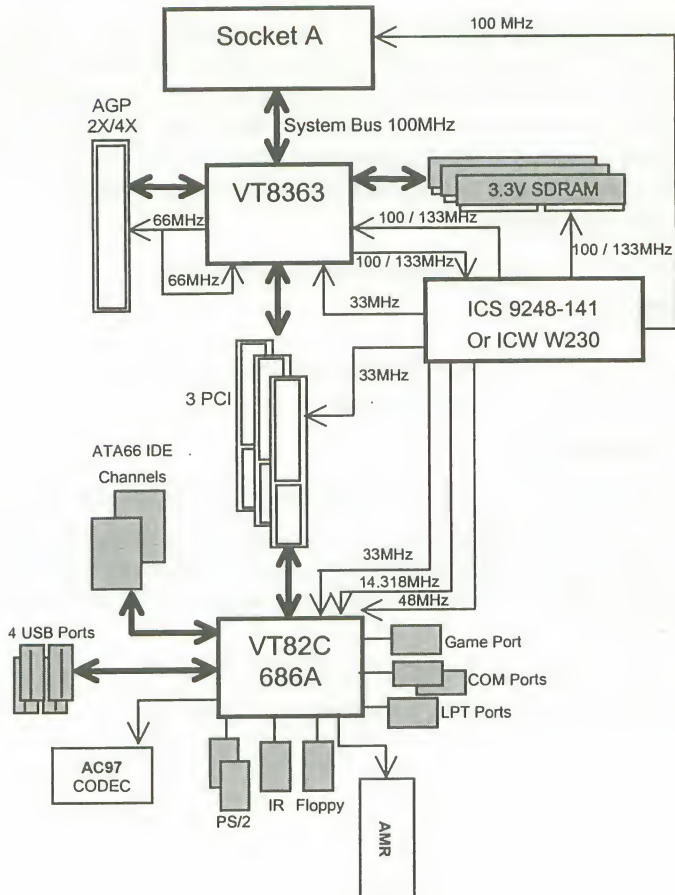 Socket A
100 MHz
AGP
2X/4X
System Bus 100MHz
VT8363
3.3V SDRAM
66MHz
100 / 133MHz
100 / 133MHz
66MHz
100 / 133MHz
33MHz
ICS 9248-141
Or ICW W230
33MHz
3 PCI
ATA66 IDE
Channels
33MHz
14.318MHz
48MHz
4 USB Ports
VT82C
686A
Game Port
COM Ports
LPT Ports
AC97
CODEC
PS/2
IR
Floppy
AMR